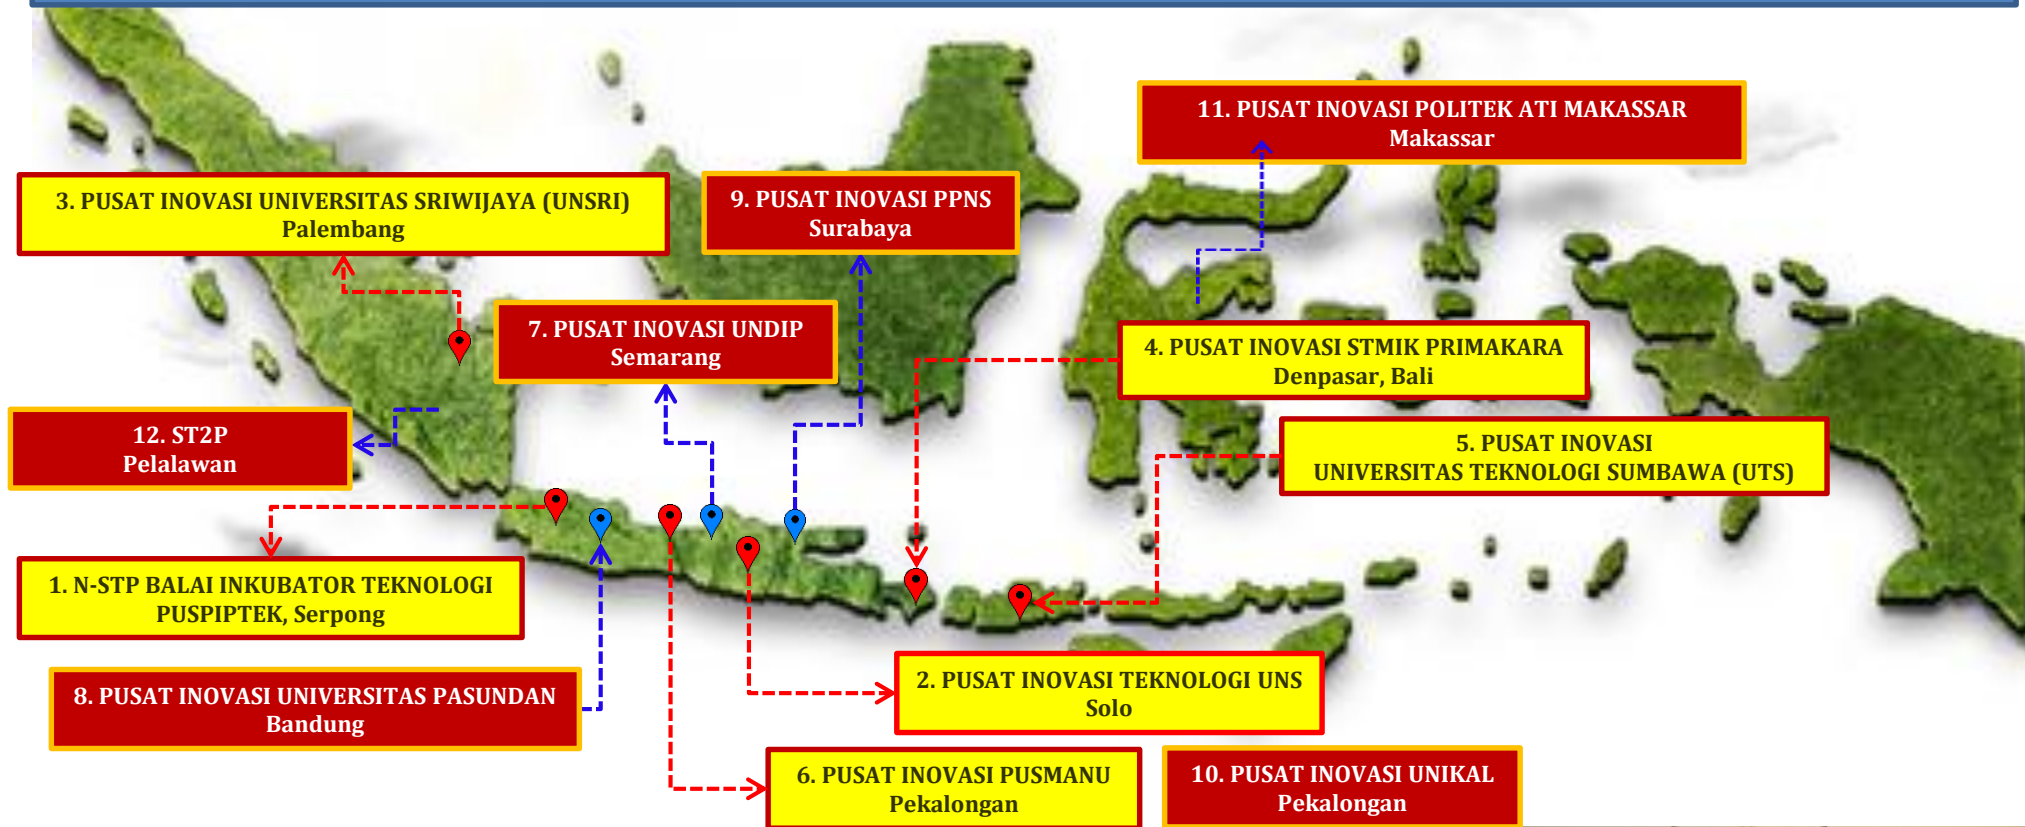 11. PUSAT INOVASI POLITEK ATI MAKASSAR
Makassar
3. PUSAT INOVASI UNIVERSITAS SRIWIJAYA (UNSRI)
Palembang
9. PUSAT INOVASI PPNS
Surabaya
7. PUSAT INOVASI UNDIP
Semarang
4. PUSAT INOVASI STMIK PRIMAKARA
Denpasar, Bali
12. ST2P
Pelalawan
5. PUSAT INOVASI
UNIVERSITAS TEKNOLOGI SUMBAWA (UTS)
1. N-STP BALAI INKUBATOR TEKNOLOGI
PUSPIPTEK, Serpong
8. PUSAT INOVASI UNIVERSITAS PASUNDAN
Bandung
2. PUSAT INOVASI TEKNOLOGI UNS
Solo
6. PUSAT INOVASI PUSMANU
Pekalongan
10. PUSAT INOVASI UNIKAL
Pekalongan